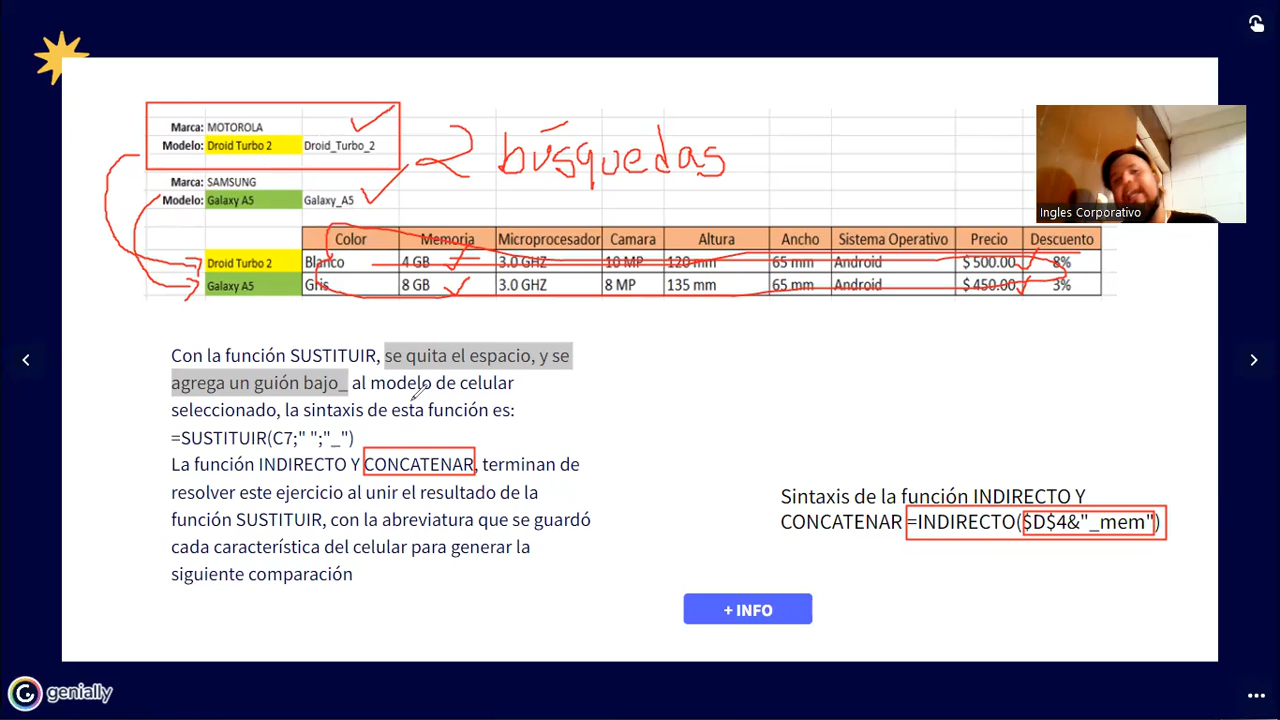 Marca: MOTOROLA
Modelo: Droid Turbo 2 Droid_Turbo_2
2 búsquedas
Marca: SAMSUNG
Modelo: Galaxy A5 Galaxy_A5
Ingles Corporativo
Color Memoria Microprocesador Camara Altura Ancho Sistema Operativo Precio Descuento
Droid Turbo 2 Blanco 4 GB 3.0 GHZ 10 MP 120 mm 65 mm Android $ 500.00 8%
Galaxy A5 Gris 8 GB 3.0 GHZ 8 MP 135 mm 65 mm Android $ 450.00 3%
Con la función SUSTITUIR, se quita el espacio, y se
agrega un guión bajo_ al modelo de celular
seleccionado, la sintaxis de esta función es:
=SUSTITUIR(C7;" ";"_")
La función INDIRECTO Y CONCATENAR, terminan de
resolver este ejercicio al unir el resultado de la
función SUSTITUIR, con la abreviatura que se guardó
cada característica del celular para generar la
siguiente comparación
Sintaxis de la función INDIRECTO Y
CONCATENAR =INDIRECTO($D$4&"_mem")
+ INFO
genially